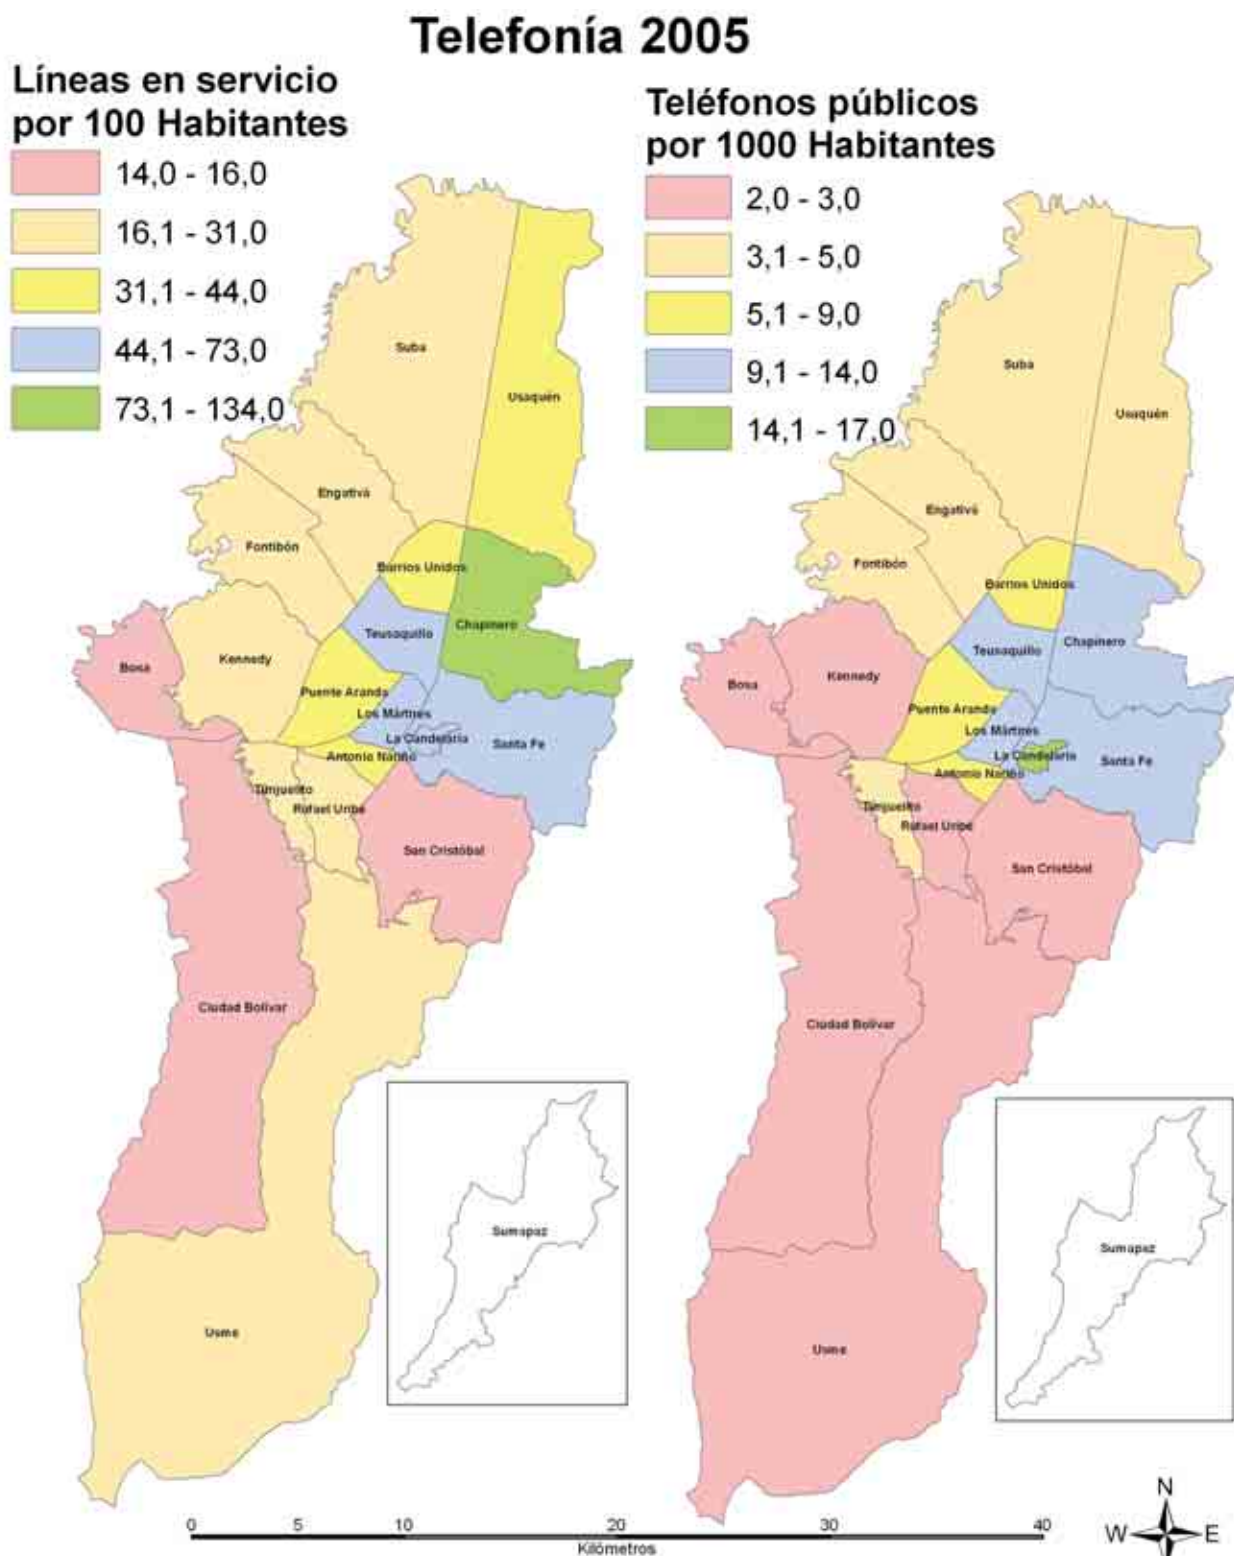 Telefonía 2005
Líneas en servicio
por 100 Habitantes
14,0 - 16,0
16,1 - 31,0
31,1 - 44,0
44,1 - 73,0
73,1 - 134,0
Suba
Usaquén
Engativá
Fontibón
Barrios Unidos
Teusaquillo
Chapinero
Bosa
Kennedy
Puente Aranda
Los Mártires
La Candelaria
Santa Fe
Antonio Nariño
Tunjuelito
Rafael Uribe
San Cristóbal
Ciudad Bolívar
Usme
Sumapaz
Teléfonos públicos
por 1000 Habitantes
2,0 - 3,0
3,1 - 5,0
5,1 - 9,0
9,1 - 14,0
14,1 - 17,0
Suba
Usaquén
Engativá
Fontibón
Barrios Unidos
Teusaquillo
Chapinero
Bosa
Kennedy
Puente Aranda
Los Mártires
La Candelaria
Santa Fe
Antonio Nariño
Tunjuelito
Rafael Uribe
San Cristóbal
Ciudad Bolívar
Usme
Sumapaz
0 5 10 20 30 40
Kilómetros
N
W E